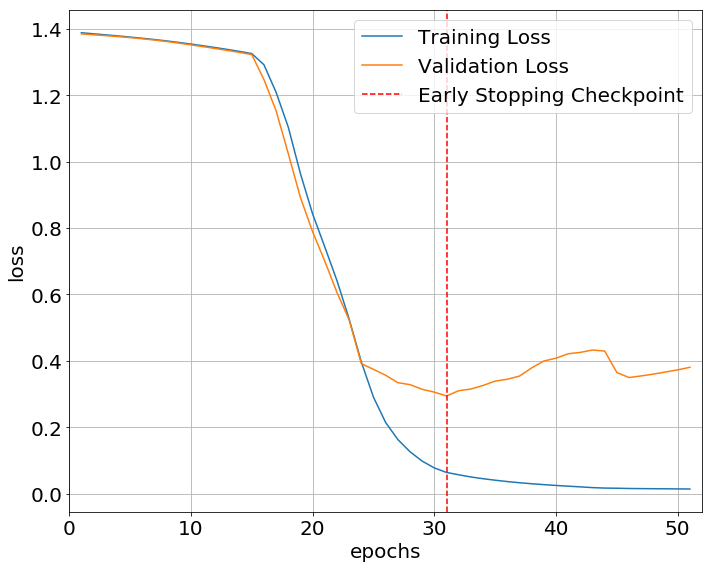 Training Loss
Validation Loss
Early Stopping Checkpoint
1.4
1.2
1.0
0.8
0.6
0.4
0.2
0.0
loss
0 10 20 30 40 50
epochs